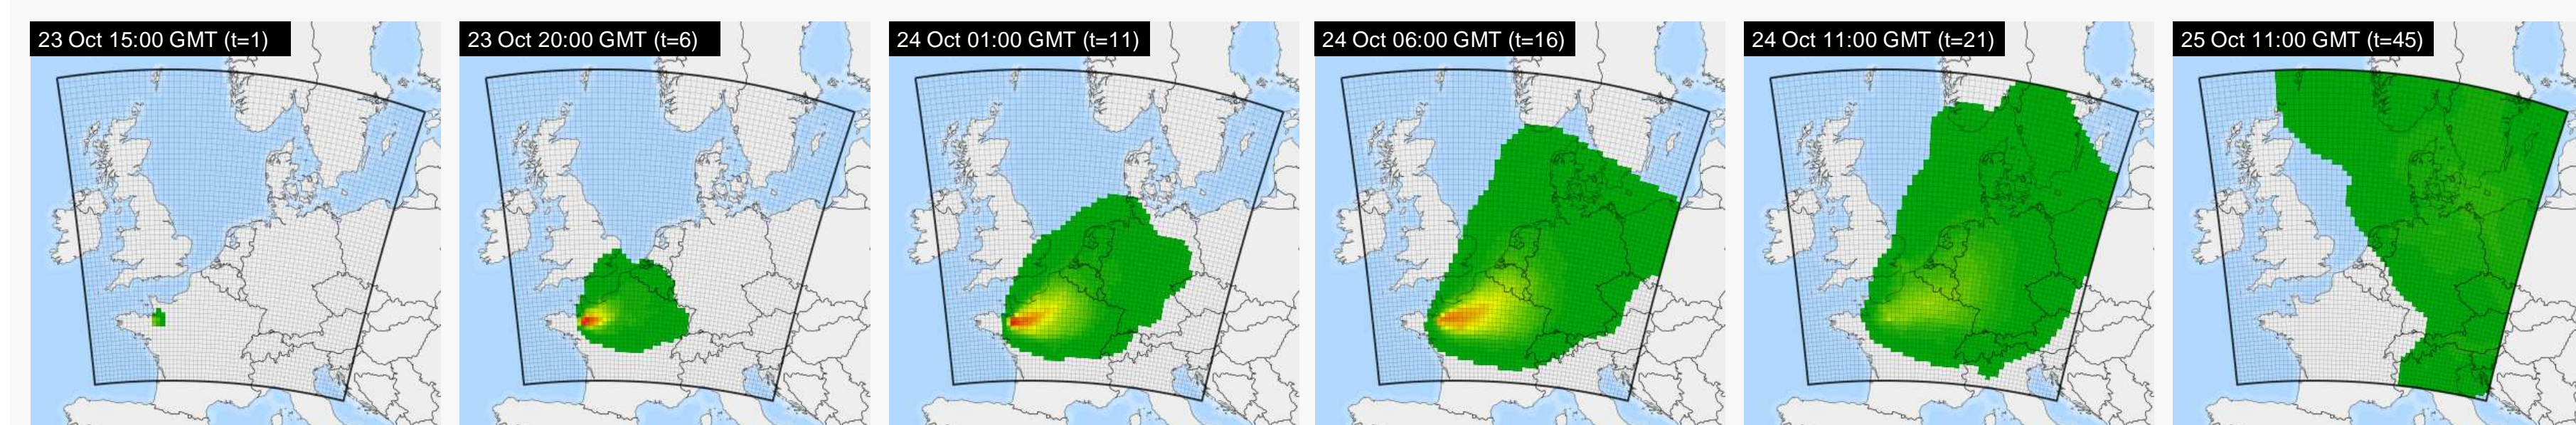 23 Oct 15:00 GMT (t=1)
23 Oct 20:00 GMT (t=6)
24 Oct 01:00 GMT (t=11)
24 Oct 06:00 GMT (t=16)
24 Oct 11:00 GMT (t=21)
25 Oct 11:00 GMT (t=45)